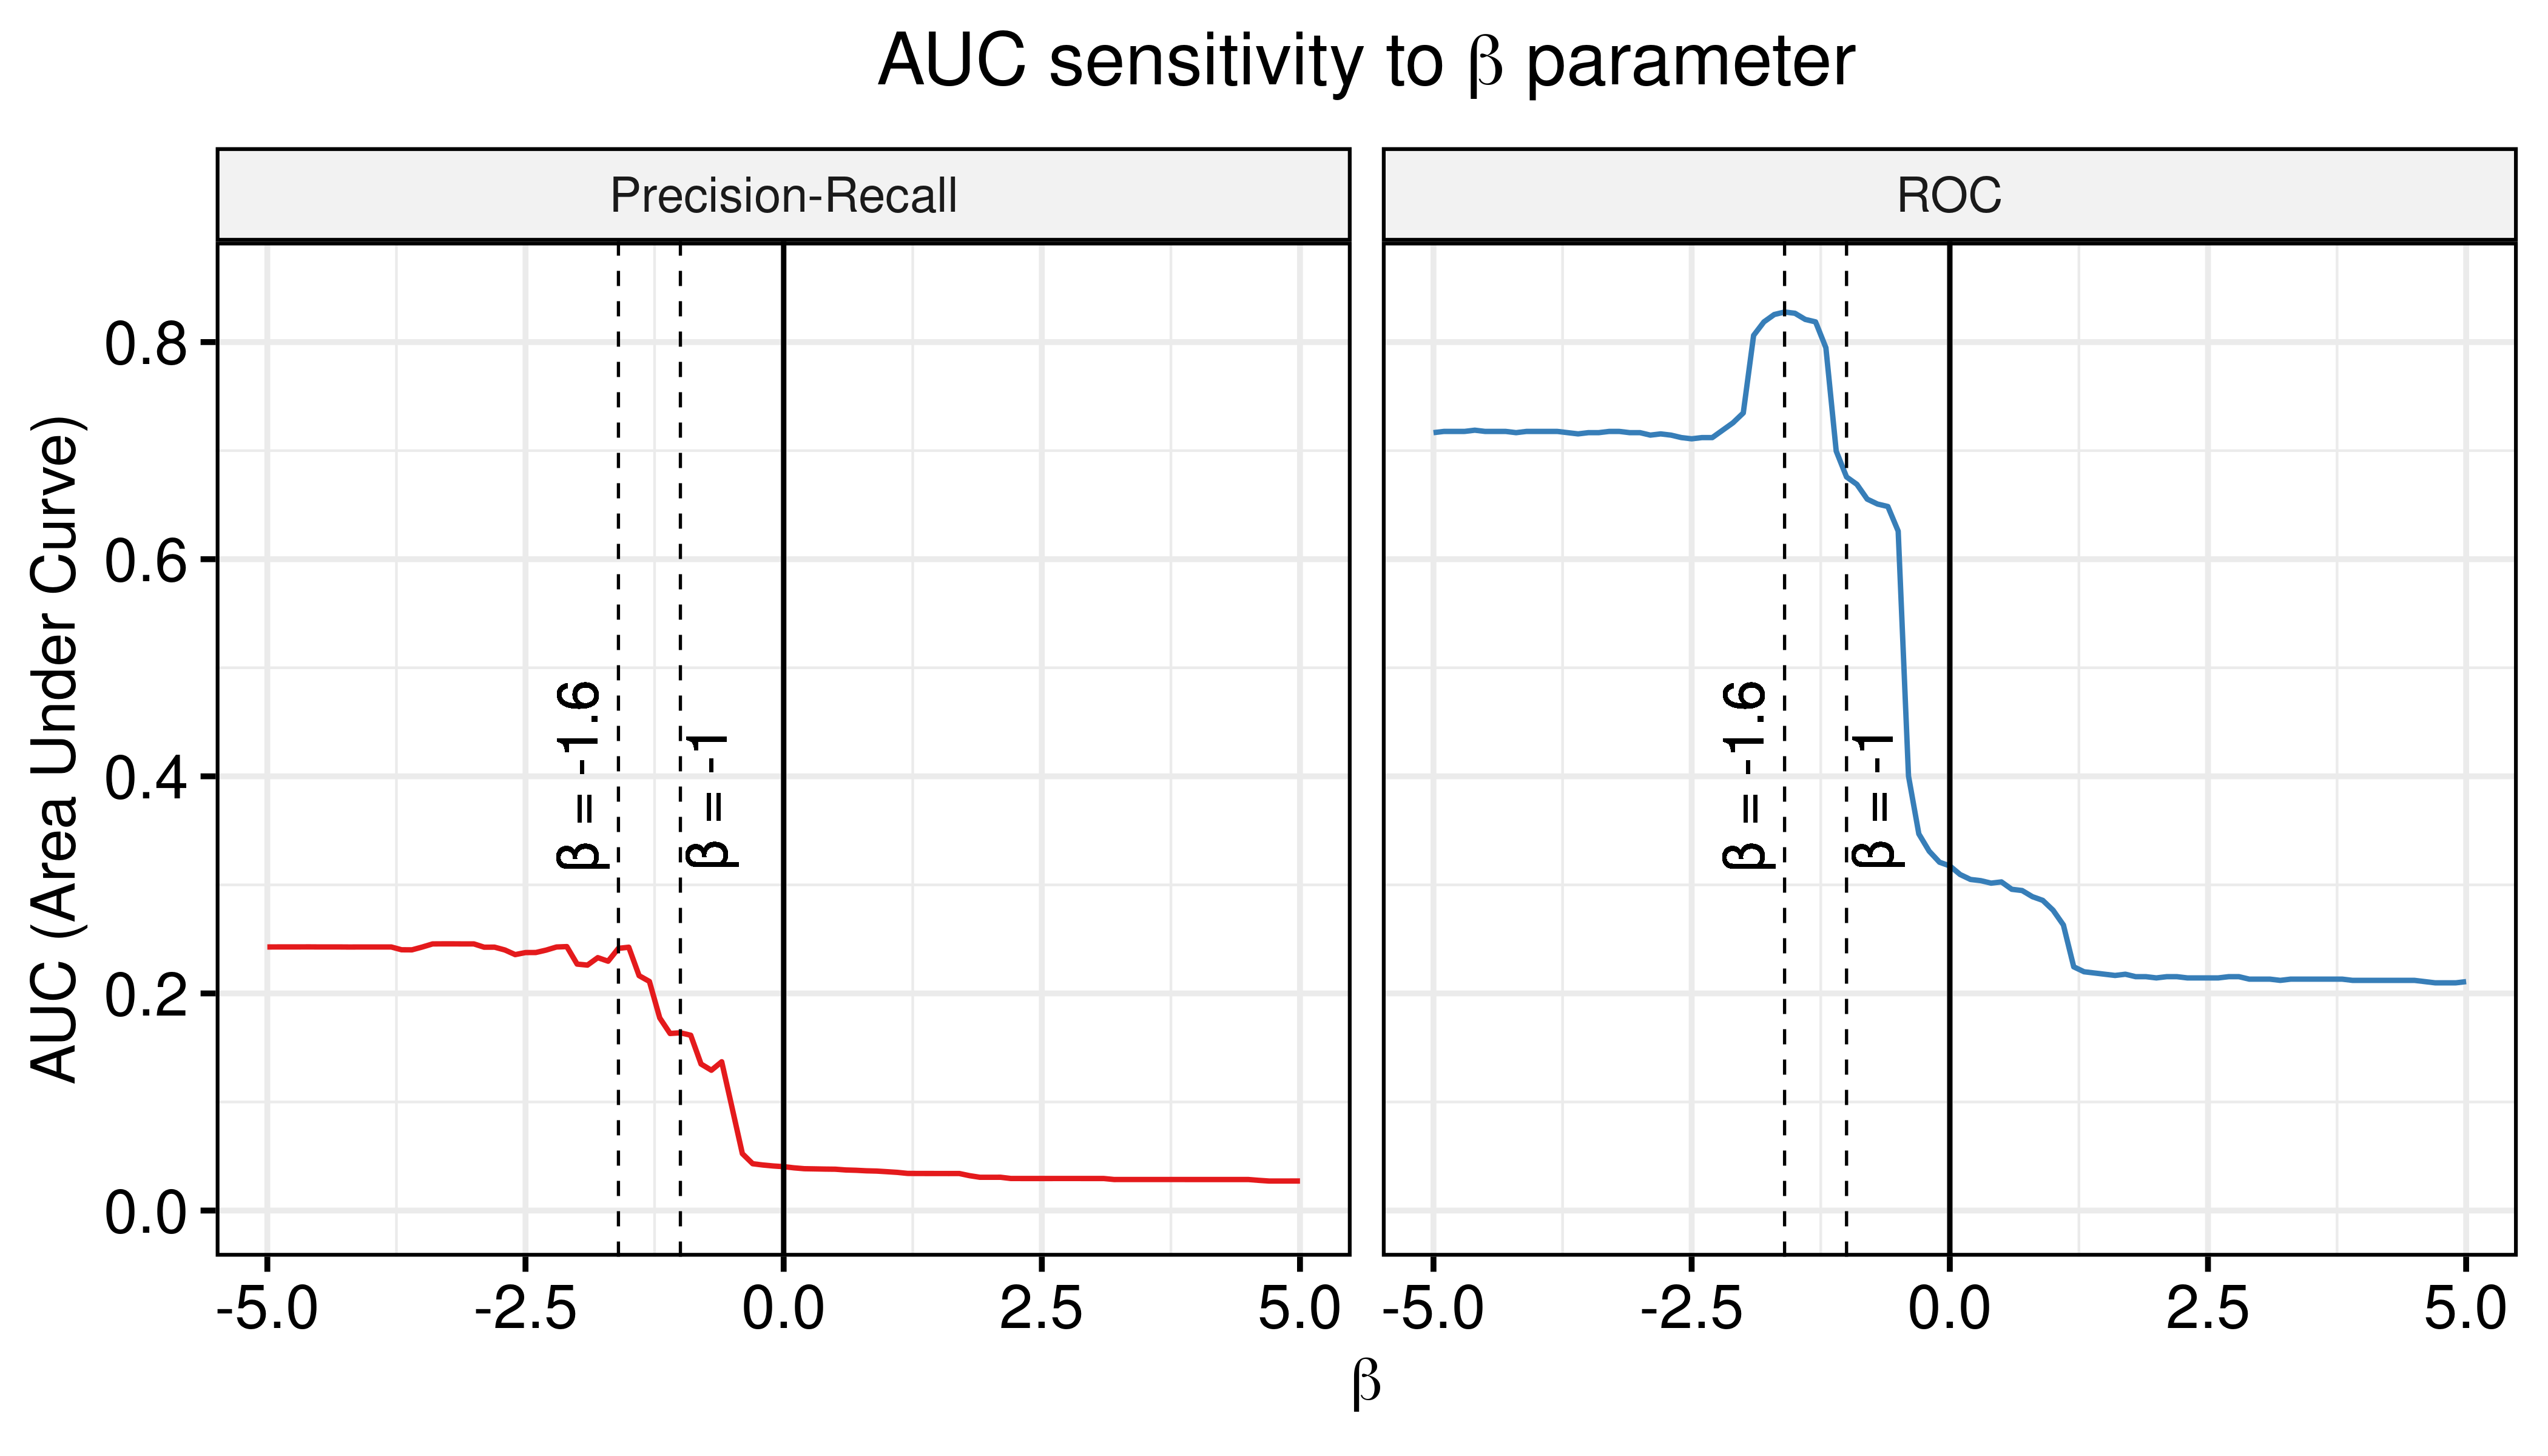 AUC sensitivity to β parameter
Precision-Recall
ROC
AUC (Area Under Curve)
0.8
0.6
0.4
0.2
0.0
β = -1.6
β = -1
β = -1.6
β = -1
-5.0 -2.5 0.0 2.5 5.0
-5.0 -2.5 0.0 2.5 5.0
β